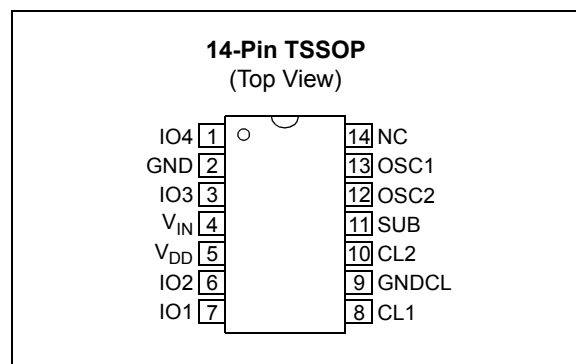 14-Pin TSSOP
(Top View)
IO4 1 14 NC
GND 2 13 OSC1
IO3 3 12 OSC2
VIN 4 11 SUB
VDD 5 10 CL2
IO2 6 9 GNDCL
IO1 7 8 CL1